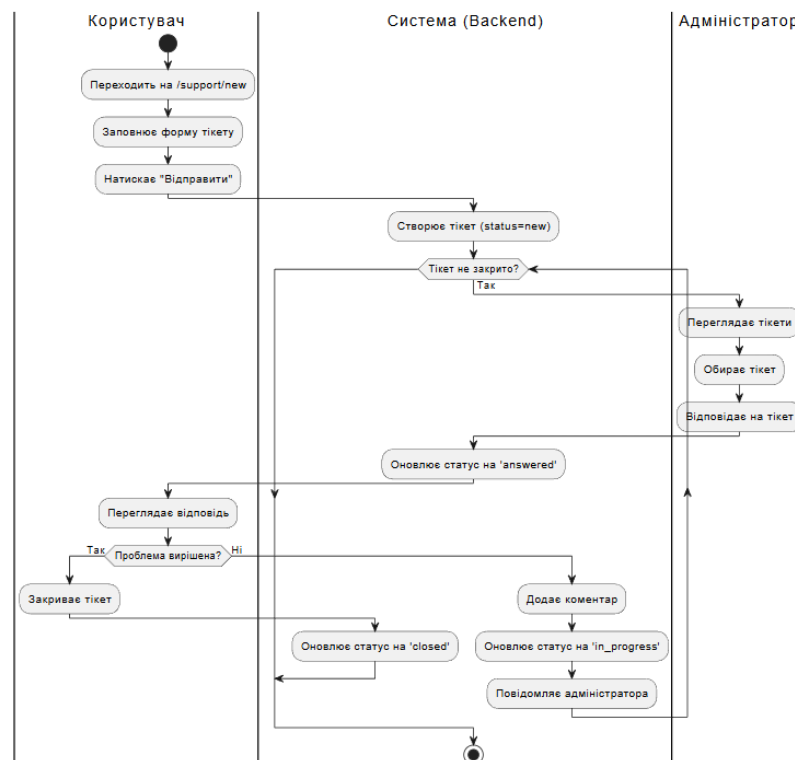 Користувач
Система (Backend)
Адміністратор
Переходить на /support/new
Заповнює форму тікету
Натискає "Відправити"
Створює тікет (status=new)
Тікет не закрито?
Так
Переглядає тікети
Обирає тікет
Відповідає на тікет
Оновлює статус на 'answered'
Переглядає відповідь
Так
Проблема вирішена?
Ні
Закриває тікет
Додає коментар
Оновлює статус на 'closed'
Оновлює статус на 'in_progress'
Повідомляє адміністратора